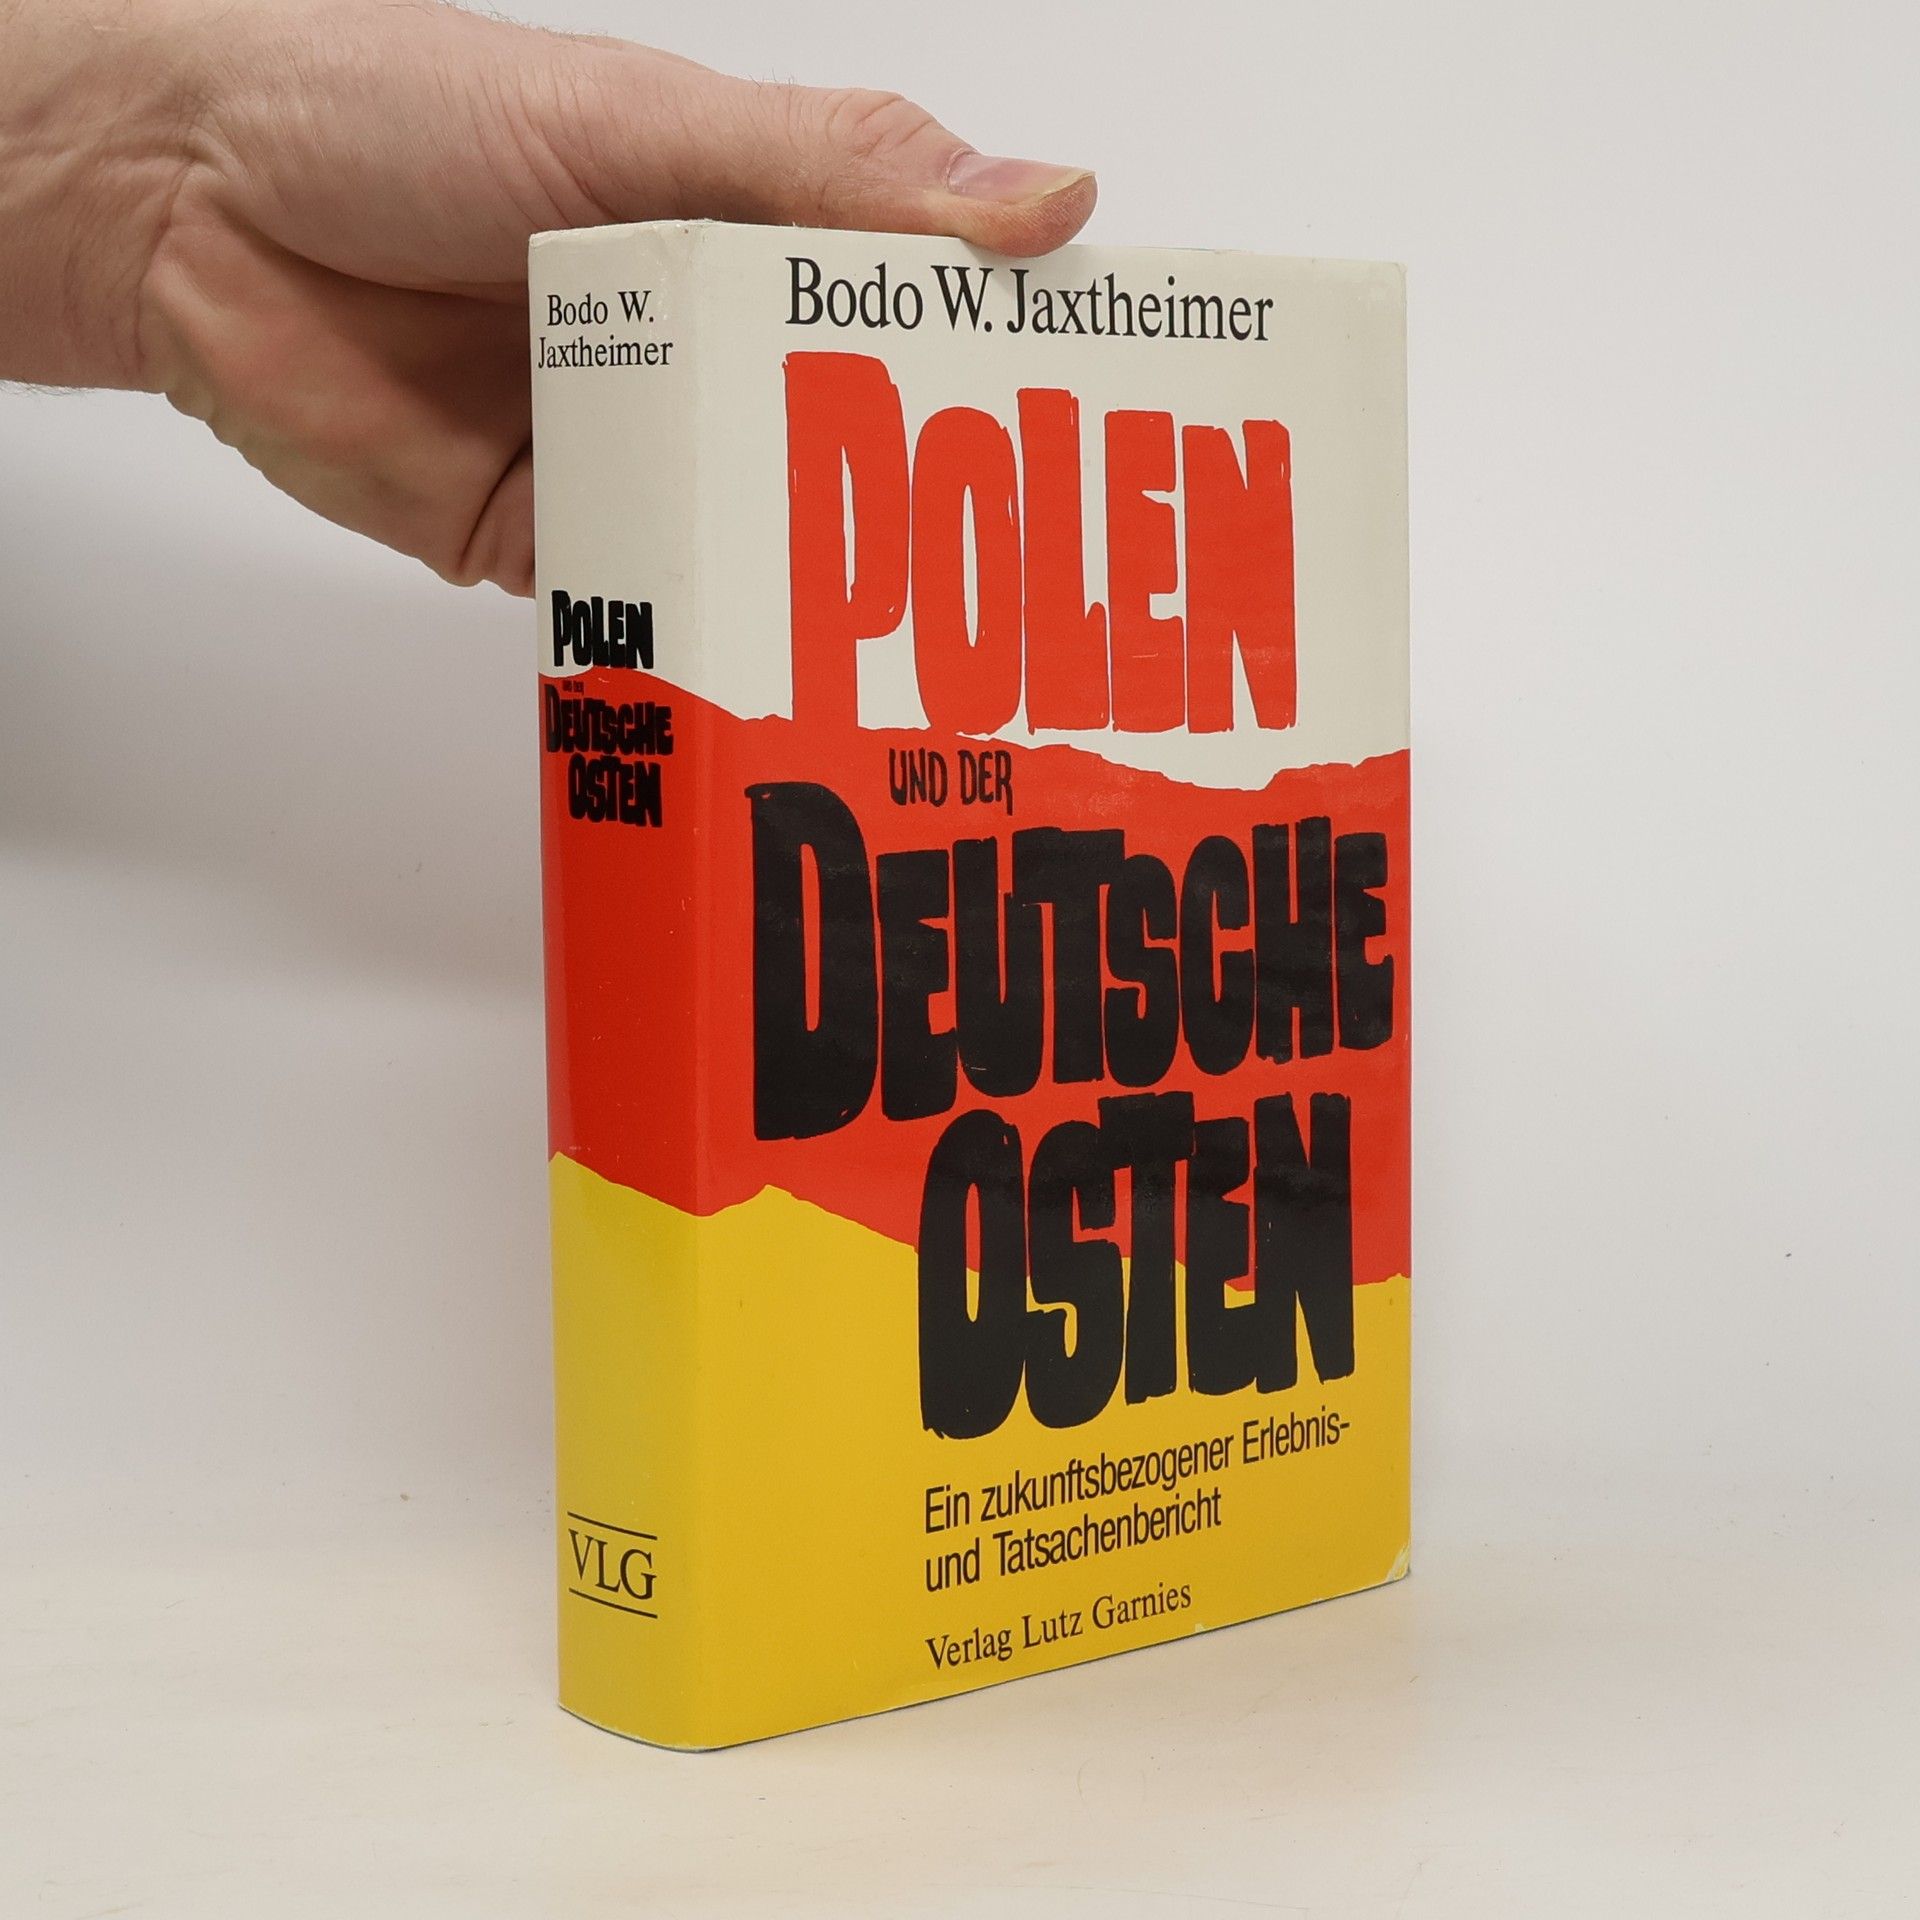 Bodo W.
Jaxtheimer
POLEN
UND DER
DEUTSCHE
OSTEN
VLG
Bodo W. Jaxtheimer
POLEN
UND DER
DEUTSCHE
OSTEN
Ein zukunftsbezogener Erlebnis-
und Tatsachenbericht
Verlag Lutz Garnies